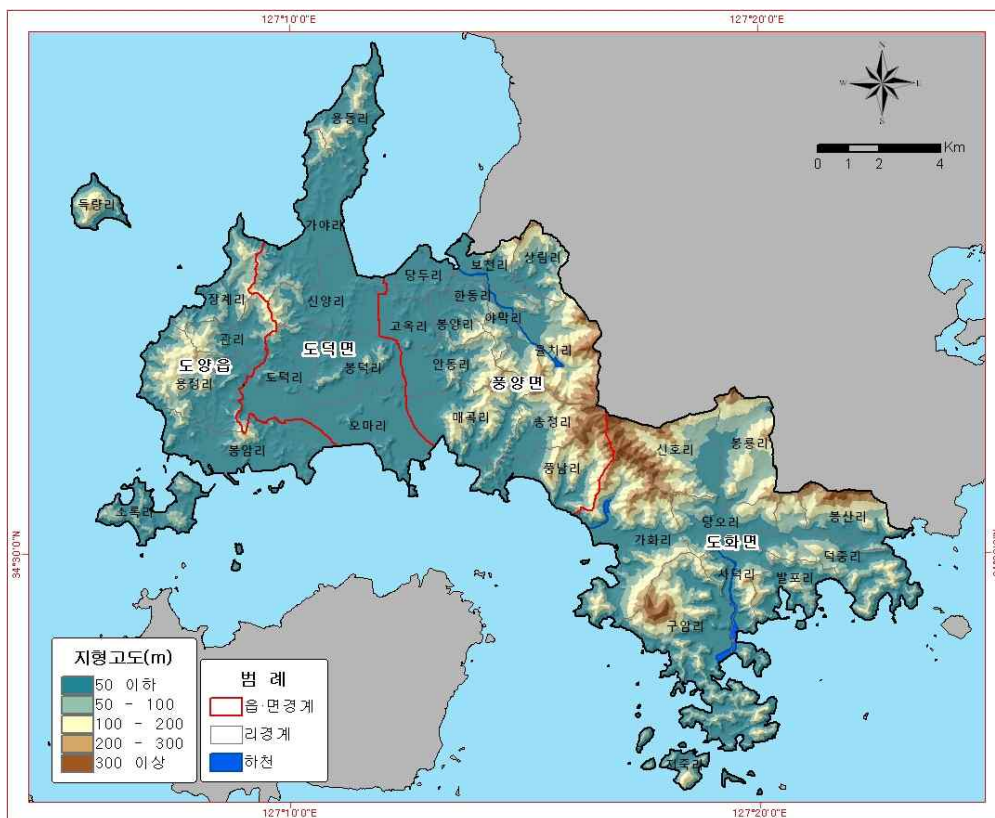 127°10'0"E
127°20'0"E
N
W
E
S
0 1 2 4 Km
용동리
득량리
가야리
보천리
상림리
당두리
장계리
신양리
한동리
고옥리
봉양리
야막리
관리
율치리
도양읍
도덕면
용정리
도덕리
봉덕리
안동리
풍양면
매곡리
송정리
오마리
봉암리
풍남리
신호리
봉룡리
소록리
당오리
봉산리
34°30'0"N
가화리
도화면
덕중리
사덕리
발포리
구암리
지죽리
지형고도(m)
50 이하
50 - 100
100 - 200
200 - 300
300 이상
범 례
읍·면경계
리경계
하천
127°10'0"E
127°20'0"E